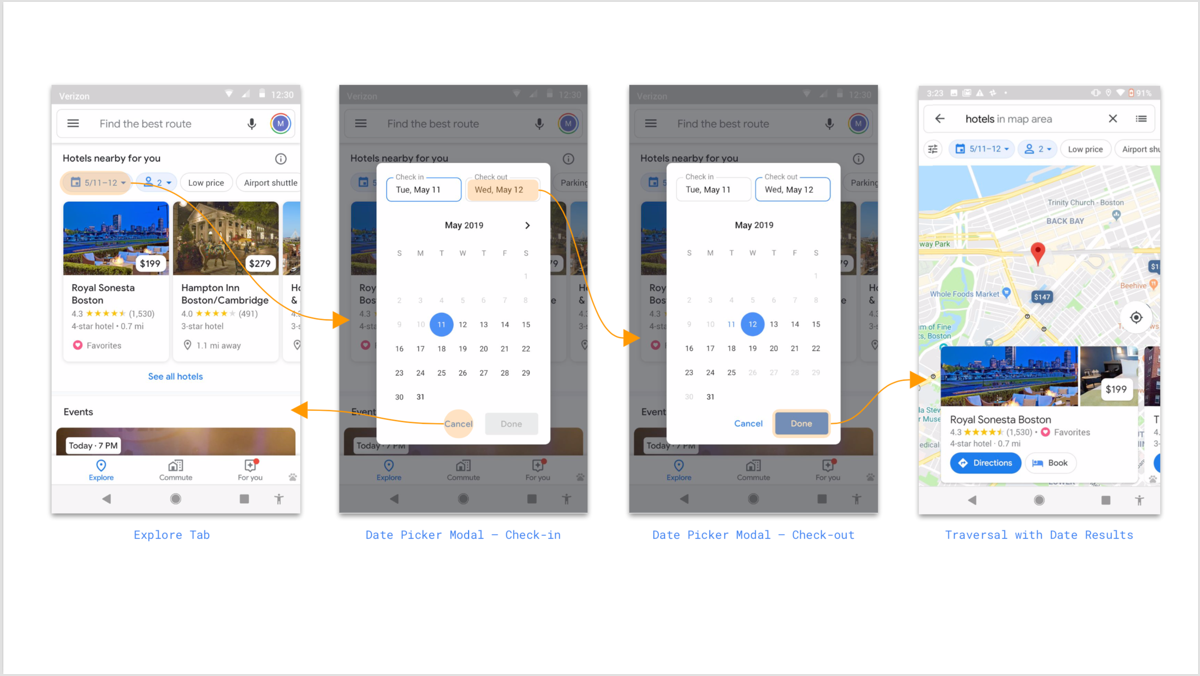 Verizon
12:30
Find the best route
M
Hotels nearby for you
5/11–12
2
Low price
Airport shuttle
$199
$279
Royal Sonesta
Boston
4.3 (1,530)
4-star hotel · 0.7 mi
Favorites
Hampton Inn
Boston/Cambridge
4.0 (491)
3-star hotel
1.1 mi away
See all hotels
Events
Today · 7 PM
Explore
Commute
For you
Explore Tab
Verizon
12:30
Find the best route
M
Hotels nearby for you
Parking
Check in
Tue, May 11
Check out
Wed, May 12
May 2019
S M T W T F S
1
2 3 4 5 6 7 8
9 10 11 12 13 14 15
16 17 18 19 20 21 22
23 24 25 26 27 28 29
30 31
Cancel
Done
Events
Today · 7 PM
Explore
Commute
For you
Date Picker Modal – Check-in
Verizon
12:30
Find the best route
M
Hotels nearby for you
Parking
Check in
Tue, May 11
Check out
Wed, May 12
May 2019
S M T W T F S
1
2 3 4 5 6 7 8
9 10 11 12 13 14 15
16 17 18 19 20 21 22
23 24 25 26 27 28 29
30 31
Cancel
Done
Events
Today · 7 PM
Explore
Commute
For you
Date Picker Modal – Check-out
3:23
91%
hotels in map area
5/11–12
2
Low price
Airport shu
Trinity Church - Boston
BACK BAY
way Park
Beehive
Whole Foods Market
$147
$199
Royal Sonesta Boston
4.3 (1,530) · Favorites
4-star hotel · 0.7 mi
Directions
Book
Traversal with Date Results